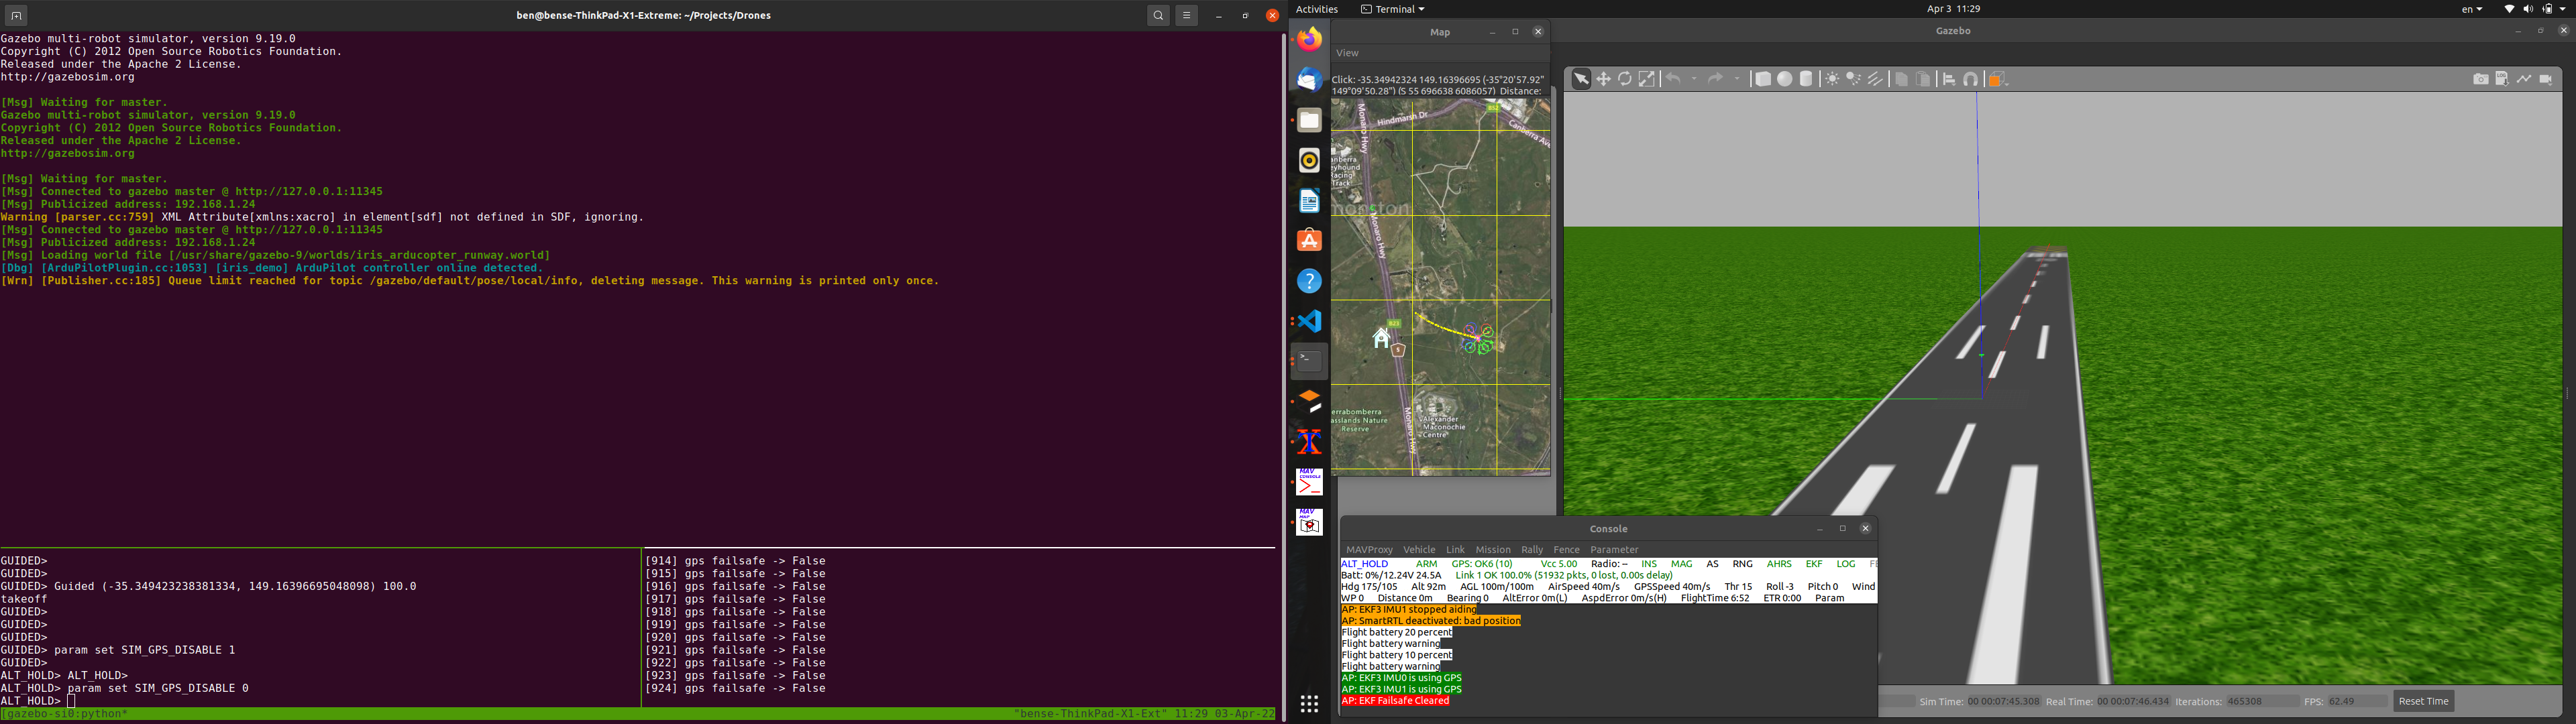 ben@bense-ThinkPad-X1-Extreme: ~/Projects/Drones
Gazebo multi-robot simulator, version 9.19.0
Copyright (C) 2012 Open Source Robotics Foundation.
Released under the Apache 2 License.
http://gazebosim.org
[Msg] Waiting for master.
Gazebo multi-robot simulator, version 9.19.0
Copyright (C) 2012 Open Source Robotics Foundation.
Released under the Apache 2 License.
http://gazebosim.org
[Msg] Waiting for master.
[Msg] Connected to gazebo master @ http://127.0.0.1:11345
[Msg] Publicized address: 192.168.1.24
Warning [parser.cc:759] XML Attribute[xmlns:xacro] in element[sdf] not defined in SDF, ignoring.
[Msg] Connected to gazebo master @ http://127.0.0.1:11345
[Msg] Publicized address: 192.168.1.24
[Msg] Loading world file [/usr/share/gazebo-9/worlds/iris_arducopter_runway.world]
[Dbg] [ArduPilotPlugin.cc:1053] [iris_demo] ArduPilot controller online detected.
[Wrn] [Publisher.cc:185] Queue limit reached for topic /gazebo/default/pose/local/info, deleting message. This warning is printed only once.
GUIDED>
GUIDED>
GUIDED> Guided (-35.349423238381334, 149.16396695048098) 100.0
takeoff
GUIDED>
GUIDED>
GUIDED>
GUIDED> param set SIM_GPS_DISABLE 1
GUIDED>
ALT_HOLD> ALT_HOLD>
ALT_HOLD> param set SIM_GPS_DISABLE 0
ALT_HOLD>
[914] gps failsafe -> False
[915] gps failsafe -> False
[916] gps failsafe -> False
[917] gps failsafe -> False
[918] gps failsafe -> False
[919] gps failsafe -> False
[920] gps failsafe -> False
[921] gps failsafe -> False
[922] gps failsafe -> False
[923] gps failsafe -> False
[924] gps failsafe -> False
[gazebo-si0:python* "bense-ThinkPad-X1-Ext" 11:29 03-Apr-22
Activities Terminal Apr 3 11:29 en
Map
View
Click: -35.34942324 149.16396695 (-35°20'57.92"
149°09'50.28") (S 55 696638 6086057) Distance:
Monaro Hwy
Hindmarsh Dr
B52
Canberra Ave
anberra
eyhound
Racing
Track
monston
Monaro Hwy
B23
5
errabomberra
asslands Nature
Reserve
Monaro Hwy
Alexander
Maconochie
Centre
MAV
CONSOLE
MAV
MAP
Gazebo
LOG
Console
MAVProxy Vehicle Link Mission Rally Fence Parameter
ALT_HOLD ARM GPS: OK6 (10) Vcc 5.00 Radio: -- INS MAG AS RNG AHRS EKF LOG FE
Batt: 0%/12.24V 24.5A Link 1 OK 100.0% (51932 pkts, 0 lost, 0.00s delay)
Hdg 175/105 Alt 92m AGL 100m/100m AirSpeed 40m/s GPSSpeed 40m/s Thr 15 Roll -3 Pitch 0 Wind
WP 0 Distance 0m Bearing 0 AltError 0m(L) AspdError 0m/s(H) FlightTime 6:52 ETR 0:00 Param
AP: EKF3 IMU1 stopped aiding
AP: SmartRTL deactivated: bad position
Flight battery 20 percent
Flight battery warning
Flight battery 10 percent
Flight battery warning
AP: EKF3 IMU0 is using GPS
AP: EKF3 IMU1 is using GPS
AP: EKF Failsafe Cleared
Sim Time: 00 00:07:45.308 Real Time: 00 00:07:46.434 Iterations: 465308 FPS: 62.49 Reset Time